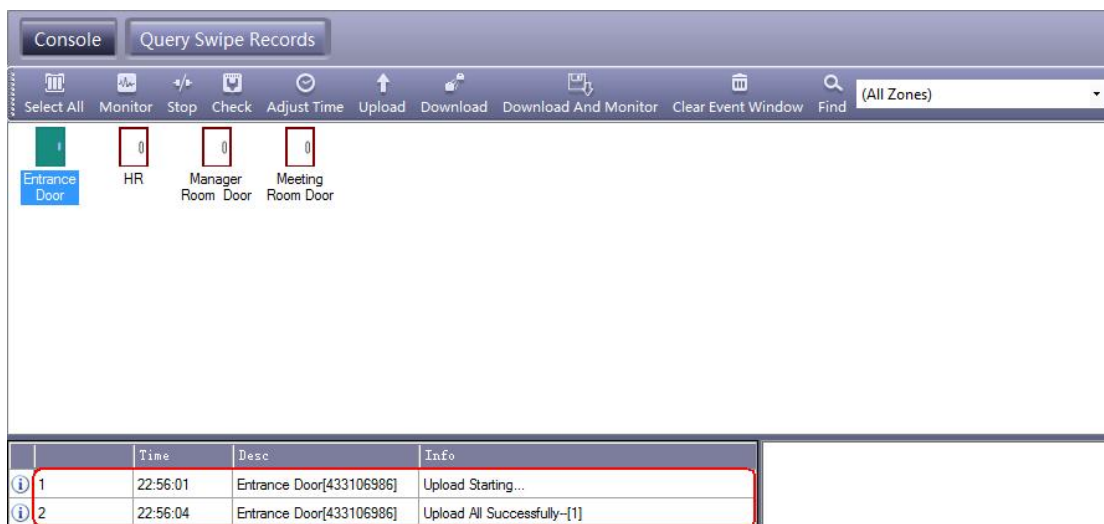 Console Query Swipe Records
Select All Monitor Stop Check Adjust Time Upload Download Download And Monitor Clear Event Window Find (All Zones)
Entrance Door
HR
Manager Room Door
Meeting Room Door
Time Desc Info
1 22:56:01 Entrance Door[433106986] Upload Starting...
2 22:56:04 Entrance Door[433106986] Upload All Successfully--[1]